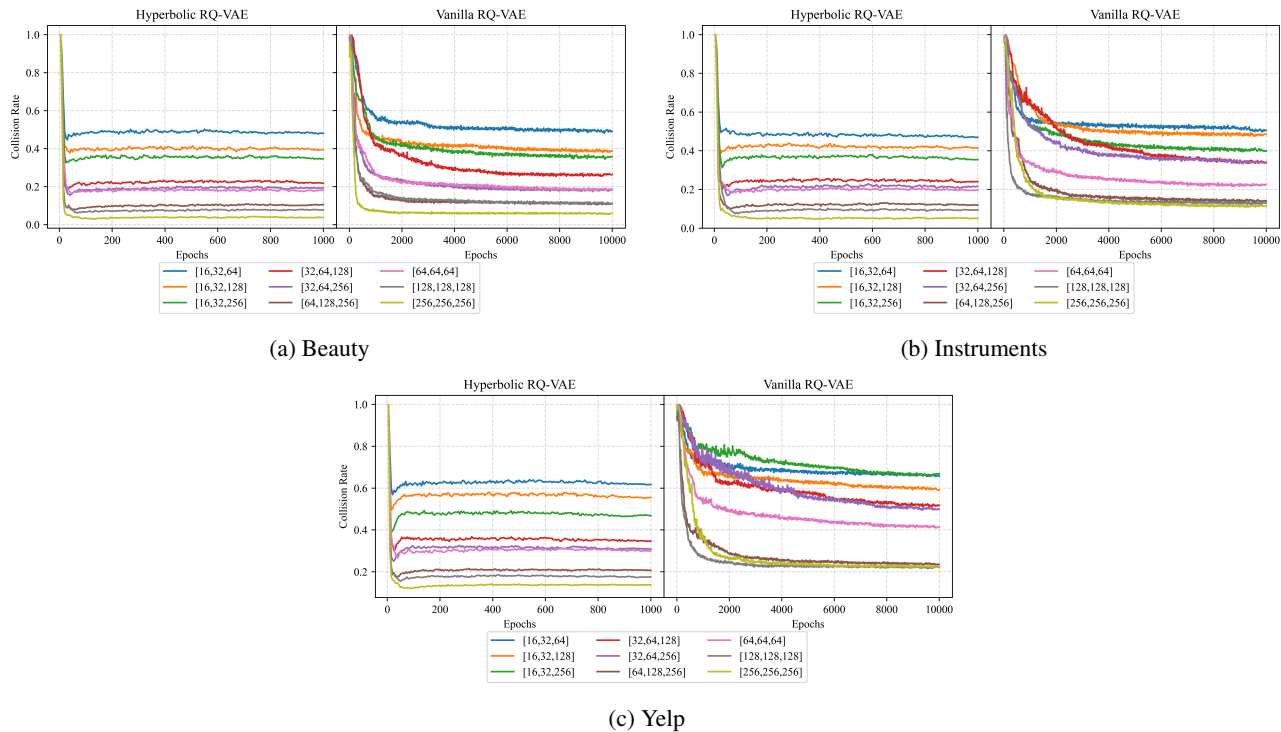 Hyperbolic RQ-VAE
Vanilla RQ-VAE
Collision Rate
1.0
0.8
0.6
0.4
0.2
0.0
0 200 400 600 800 1000
0 2000 4000 6000 8000 10000
Epochs
[16,32,64] [32,64,128] [64,64,64]
[16,32,128] [32,64,256] [128,128,128]
[16,32,256] [64,128,256] [256,256,256]
(a) Beauty
Hyperbolic RQ-VAE
Vanilla RQ-VAE
Collision Rate
1.0
0.8
0.6
0.4
0.2
0.0
0 200 400 600 800 1000
0 2000 4000 6000 8000 10000
Epochs
Epochs
[16,32,64] [32,64,128] [64,64,64]
[16,32,128] [32,64,256] [128,128,128]
[16,32,256] [64,128,256] [256,256,256]
(b) Instruments
Hyperbolic RQ-VAE
Vanilla RQ-VAE
Collision Rate
1.0
0.8
0.6
0.4
0.2
0 200 400 600 800 1000
0 2000 4000 6000 8000 10000
Epochs
Epochs
[16,32,64] [32,64,128] [64,64,64]
[16,32,128] [32,64,256] [128,128,128]
[16,32,256] [64,128,256] [256,256,256]
(c) Yelp